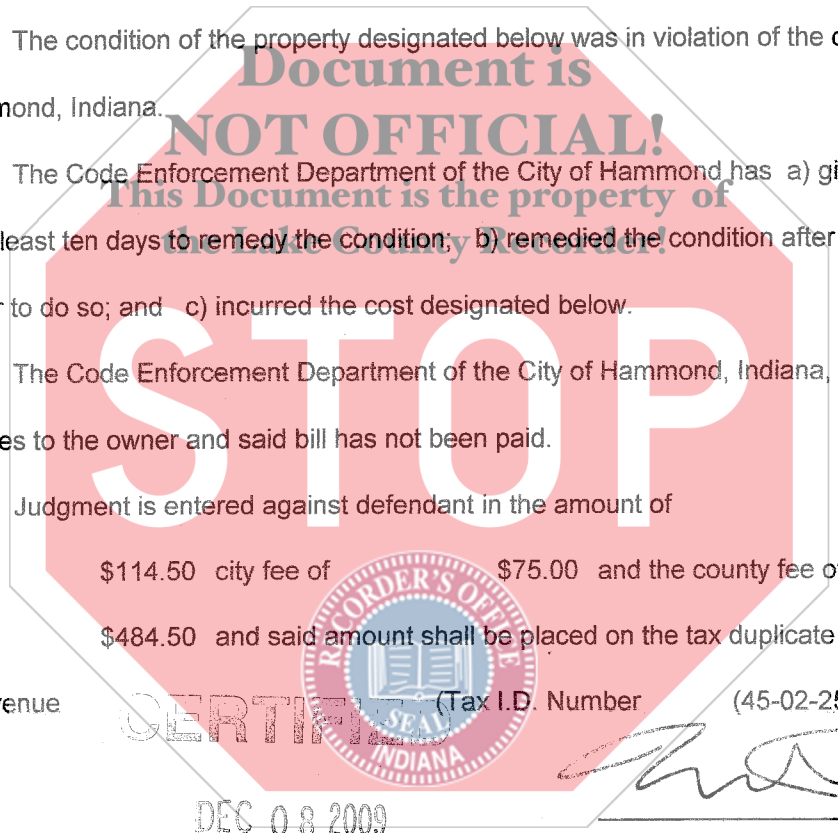 The condition of the property designated below was in violation of the
Document is
mond, Indiana.
NOT OFFICIAL!
The Code Enforcement Department of the City of Hammond has a) gi
This Document is the property of
least ten days to remedy the condition; b) remedied the condition after
the Lake County Recorder!
to do so; and c) incurred the cost designated below.
STOP
The Code Enforcement Department of the City of Hammond, Indiana,
es to the owner and said bill has not been paid.
Judgment is entered against defendant in the amount of
$114.50 city fee of $75.00 and the county fee of
$484.50 and said amount shall be placed on the tax duplicate
RECORDER'S OFFICE
SEAL
INDIANA
venue CERTIFIED (Tax I.D. Number (45-02-25
DEC 08 2009